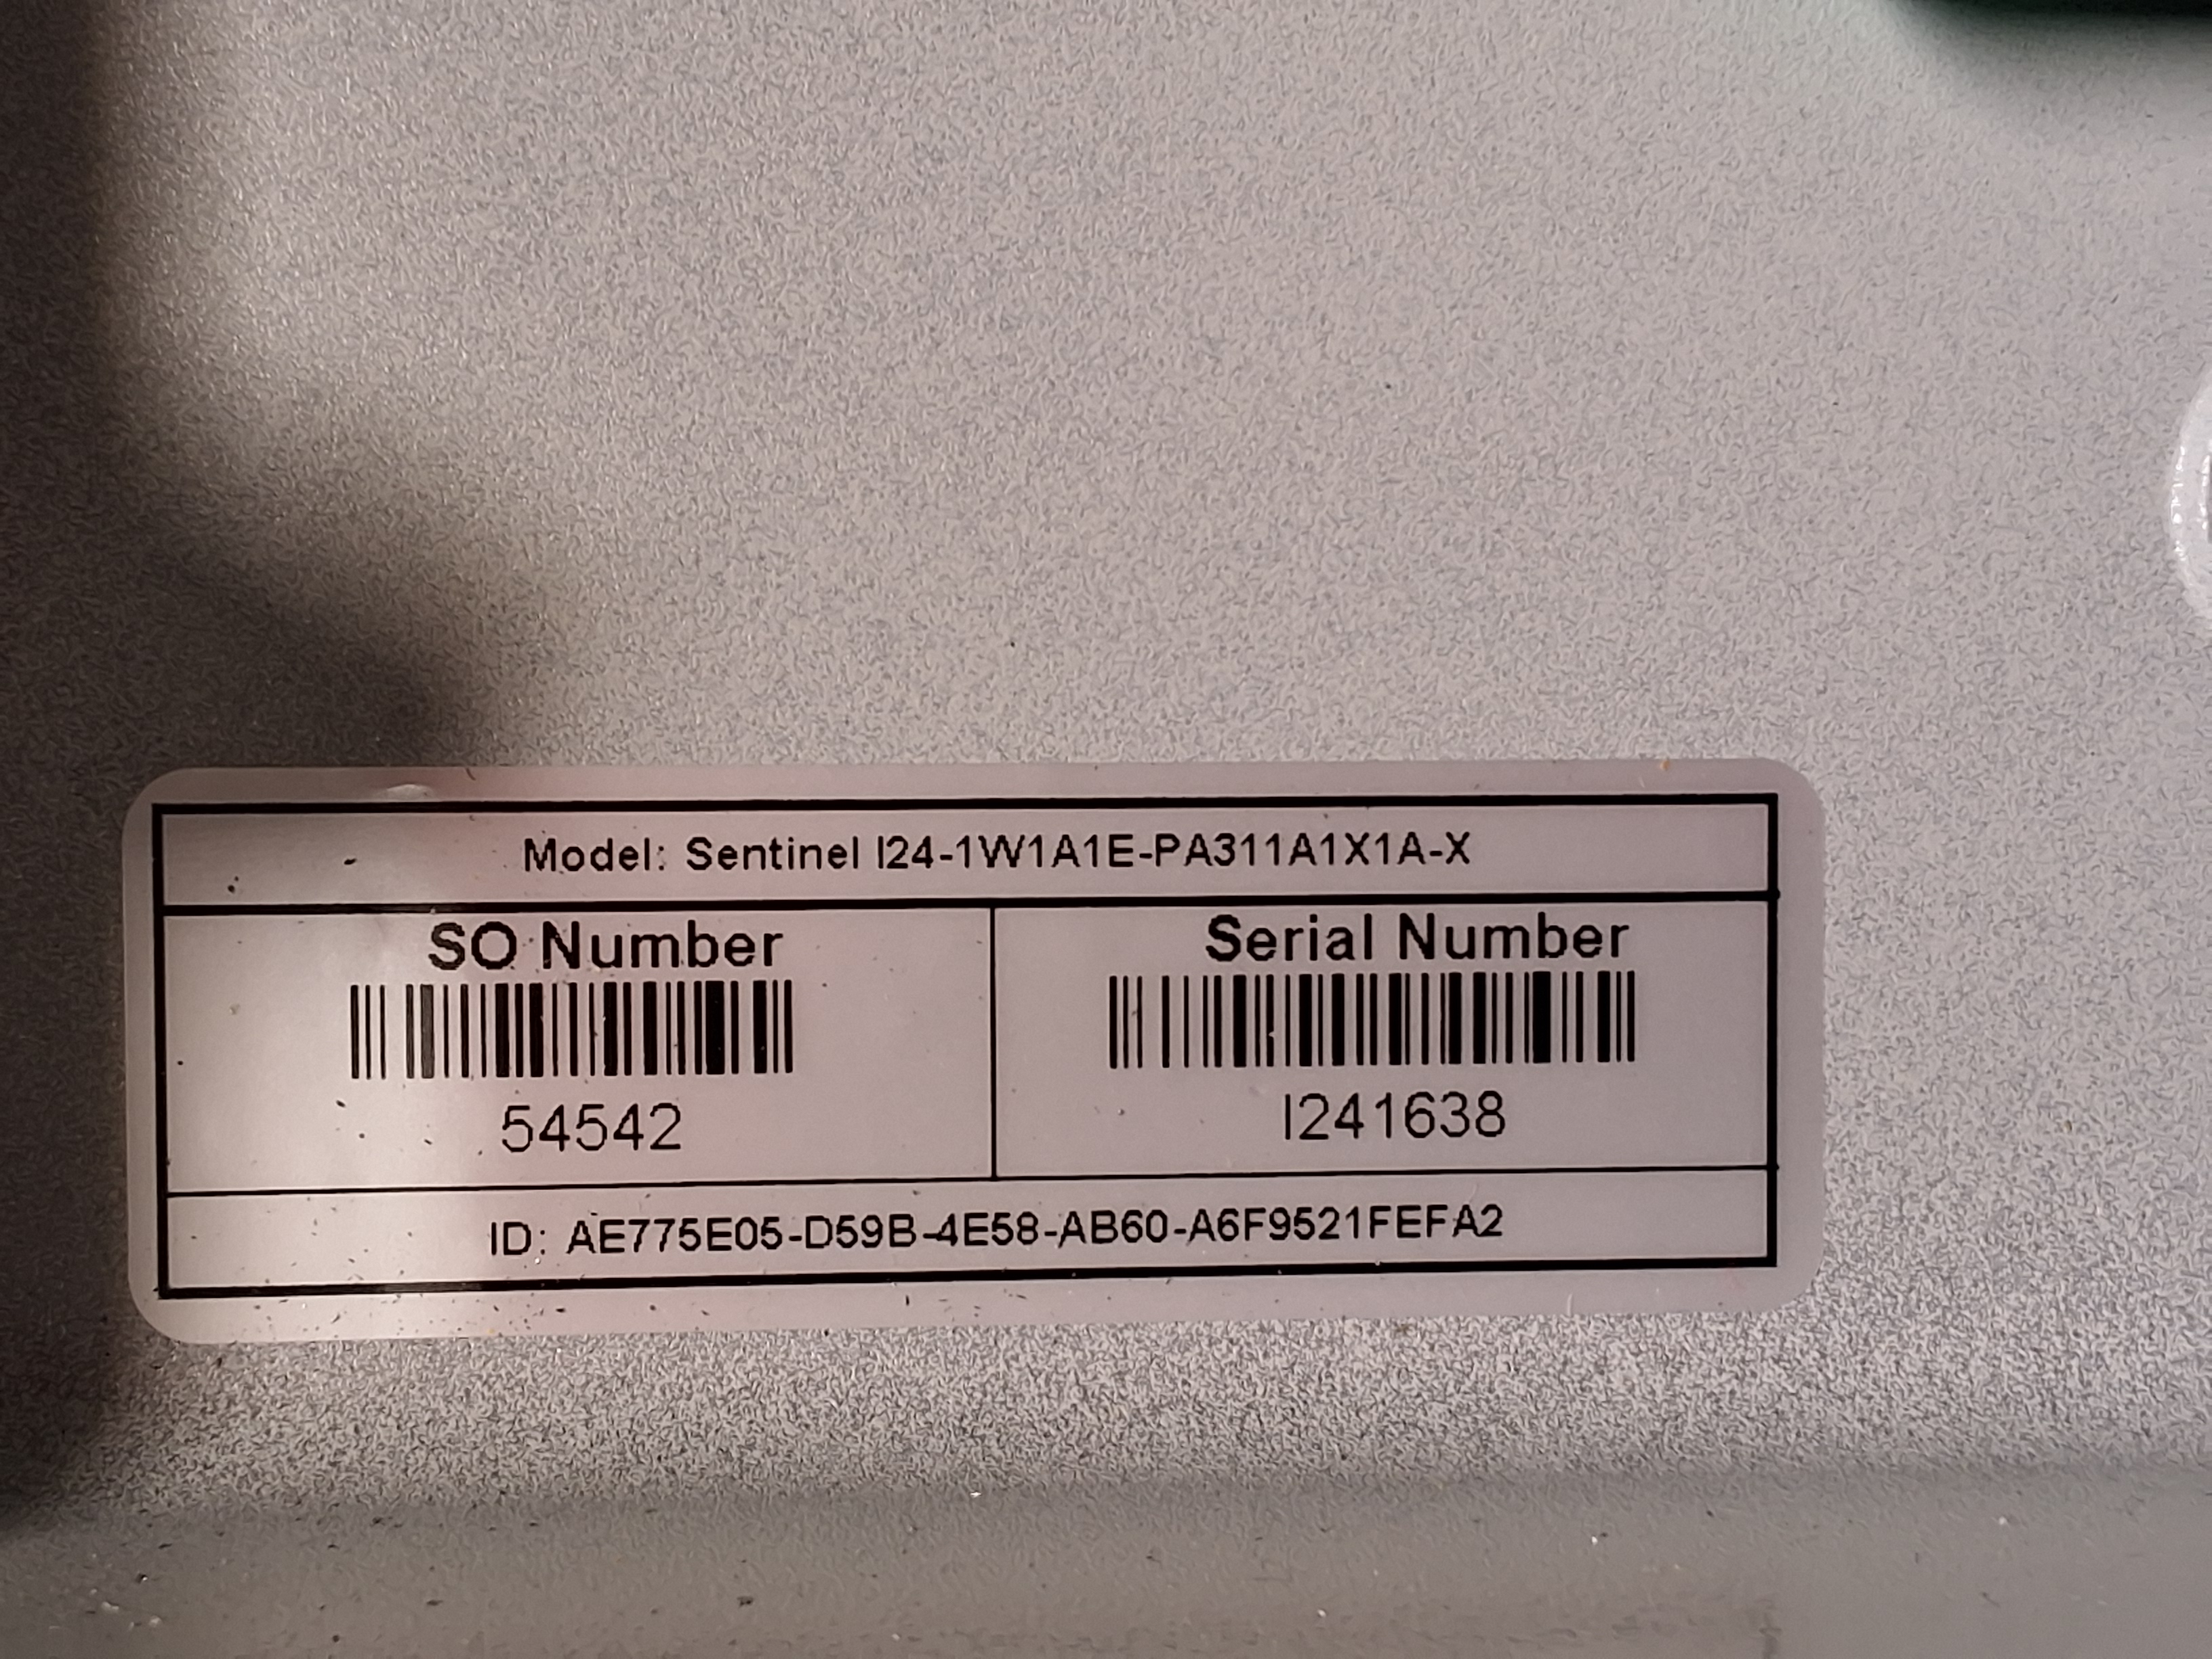 Model: Sentinel I24-1W1A1E-PA311A1X1A-X
SO Number
Serial Number
54542
I241638
ID: AE775E05-D59B-4E58-AB60-A6F9521FEFA2